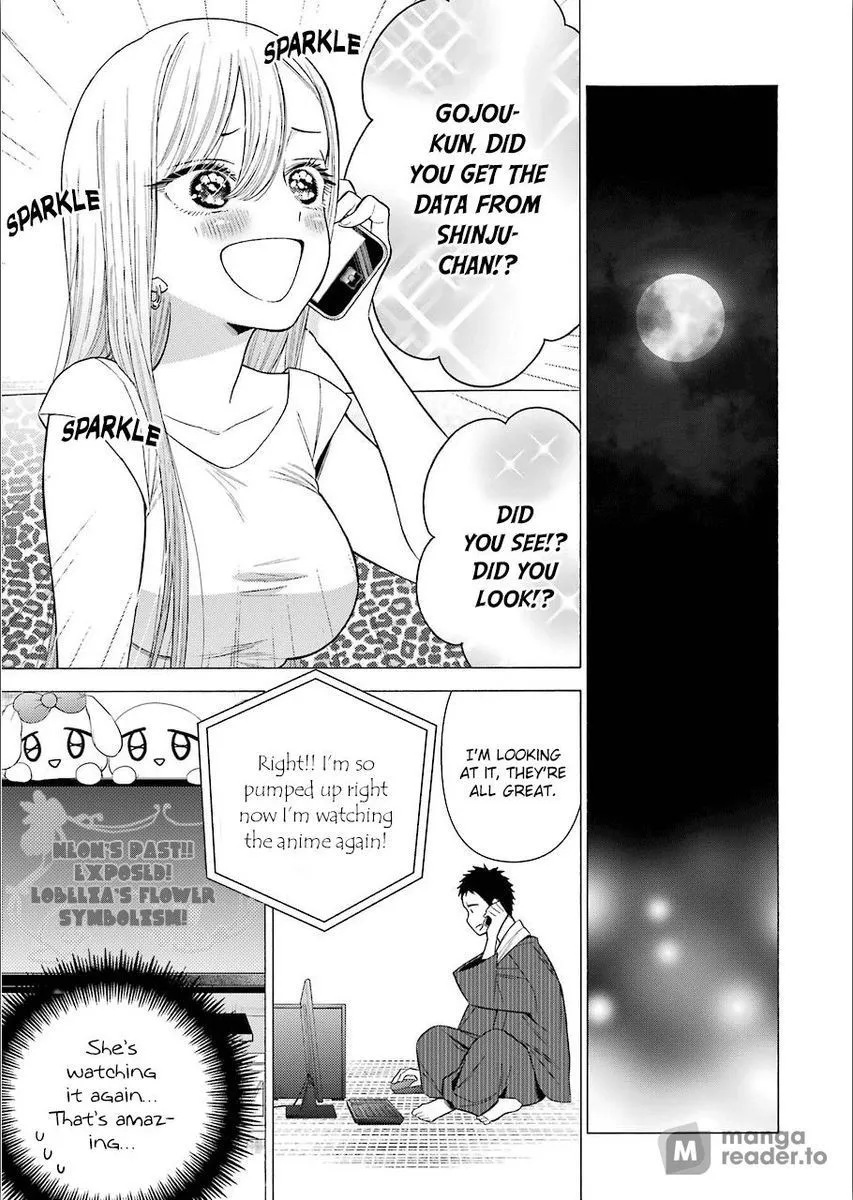 GOJOU-
KUN, DID
YOU GET THE
DATA FROM
SHINJU-
CHAN!?
SPARKLE
SPARKLE
SPARKLE
DID
YOU SEE!?
DID YOU
LOOK!?
I'M LOOKING
AT IT, THEY'RE
ALL GREAT.
Right!! I'm so
pumped up right
now I'm watching
the anime again!
NEON'S PAST!!
EXPOSED!
LOBELIA'S FLOWER
SYMBOLISM!
She's
watching
it again...
That's amaz-
ing...
manga
reader.to